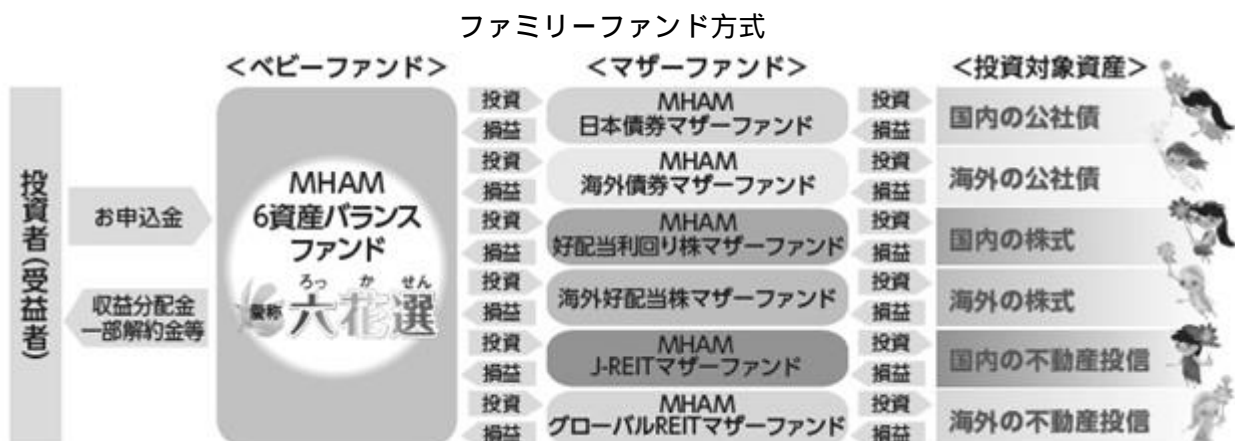 ファミリーファンド方式
<ベビーファンド>
<マザーファンド>
<投資対象資産>
投資者(受益者)
お申込金
収益分配金
一部解約金等
MHAM
6資産バランス
ファンド
ろっ か せん
愛称 六花選
投資
損益
MHAM
日本債券マザーファンド
投資
損益
国内の公社債
投資
損益
MHAM
海外債券マザーファンド
投資
損益
海外の公社債
投資
損益
MHAM
好配当利回り株マザーファンド
投資
損益
国内の株式
投資
損益
海外好配当株マザーファンド
投資
損益
海外の株式
投資
損益
MHAM
J-REITマザーファンド
投資
損益
国内の不動産投信
投資
損益
MHAM
グローバルREITマザーファンド
投資
損益
海外の不動産投信